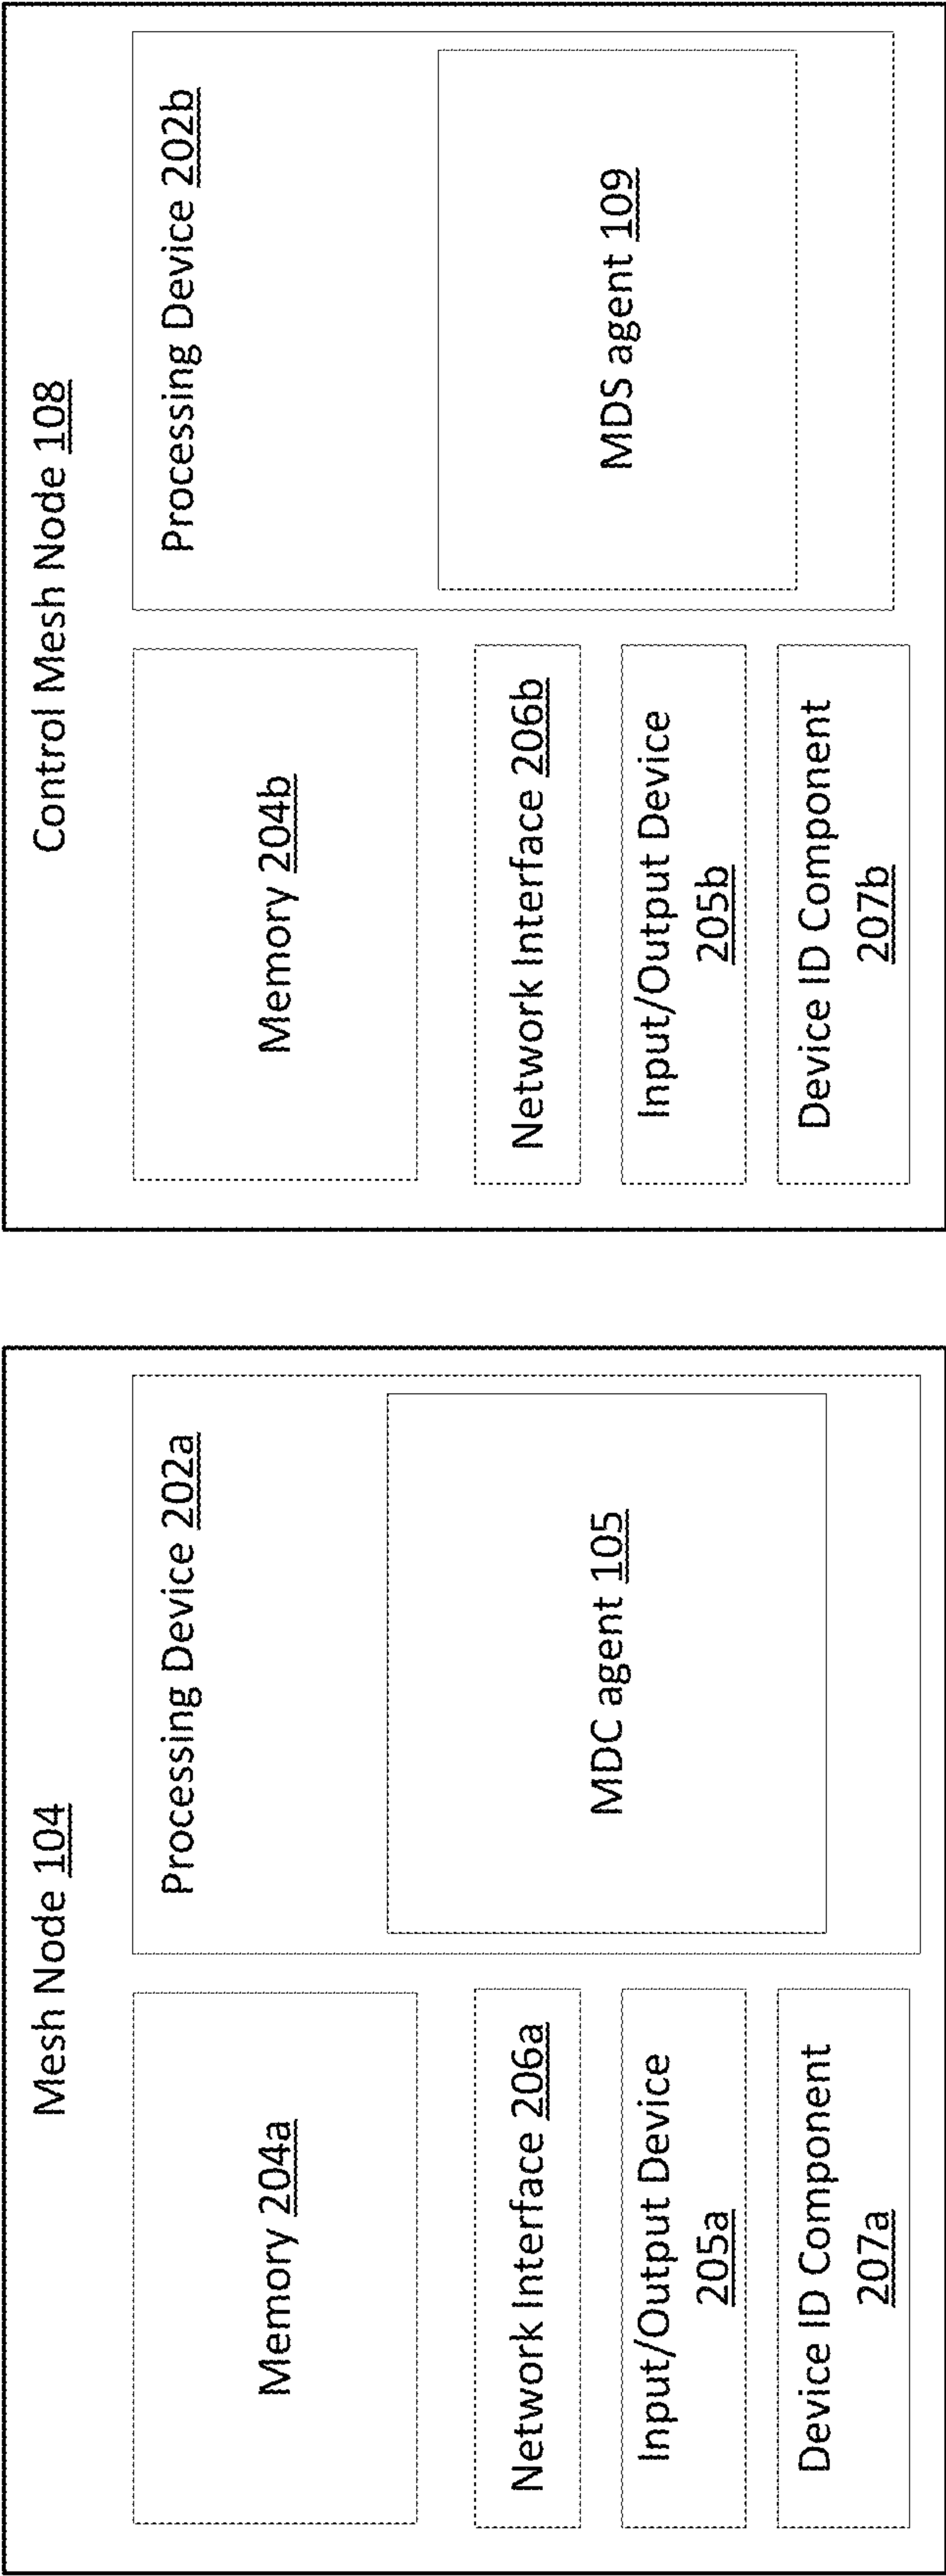 Mesh Node 104
Memory 204a
Network Interface 206a
Input/Output Device
205a
Device ID Component
207a
Processing Device 202a
MDC agent 105
Control Mesh Node 108
Memory 204b
Network Interface 206b
Input/Output Device
205b
Device ID Component
207b
Processing Device 202b
MDS agent 109